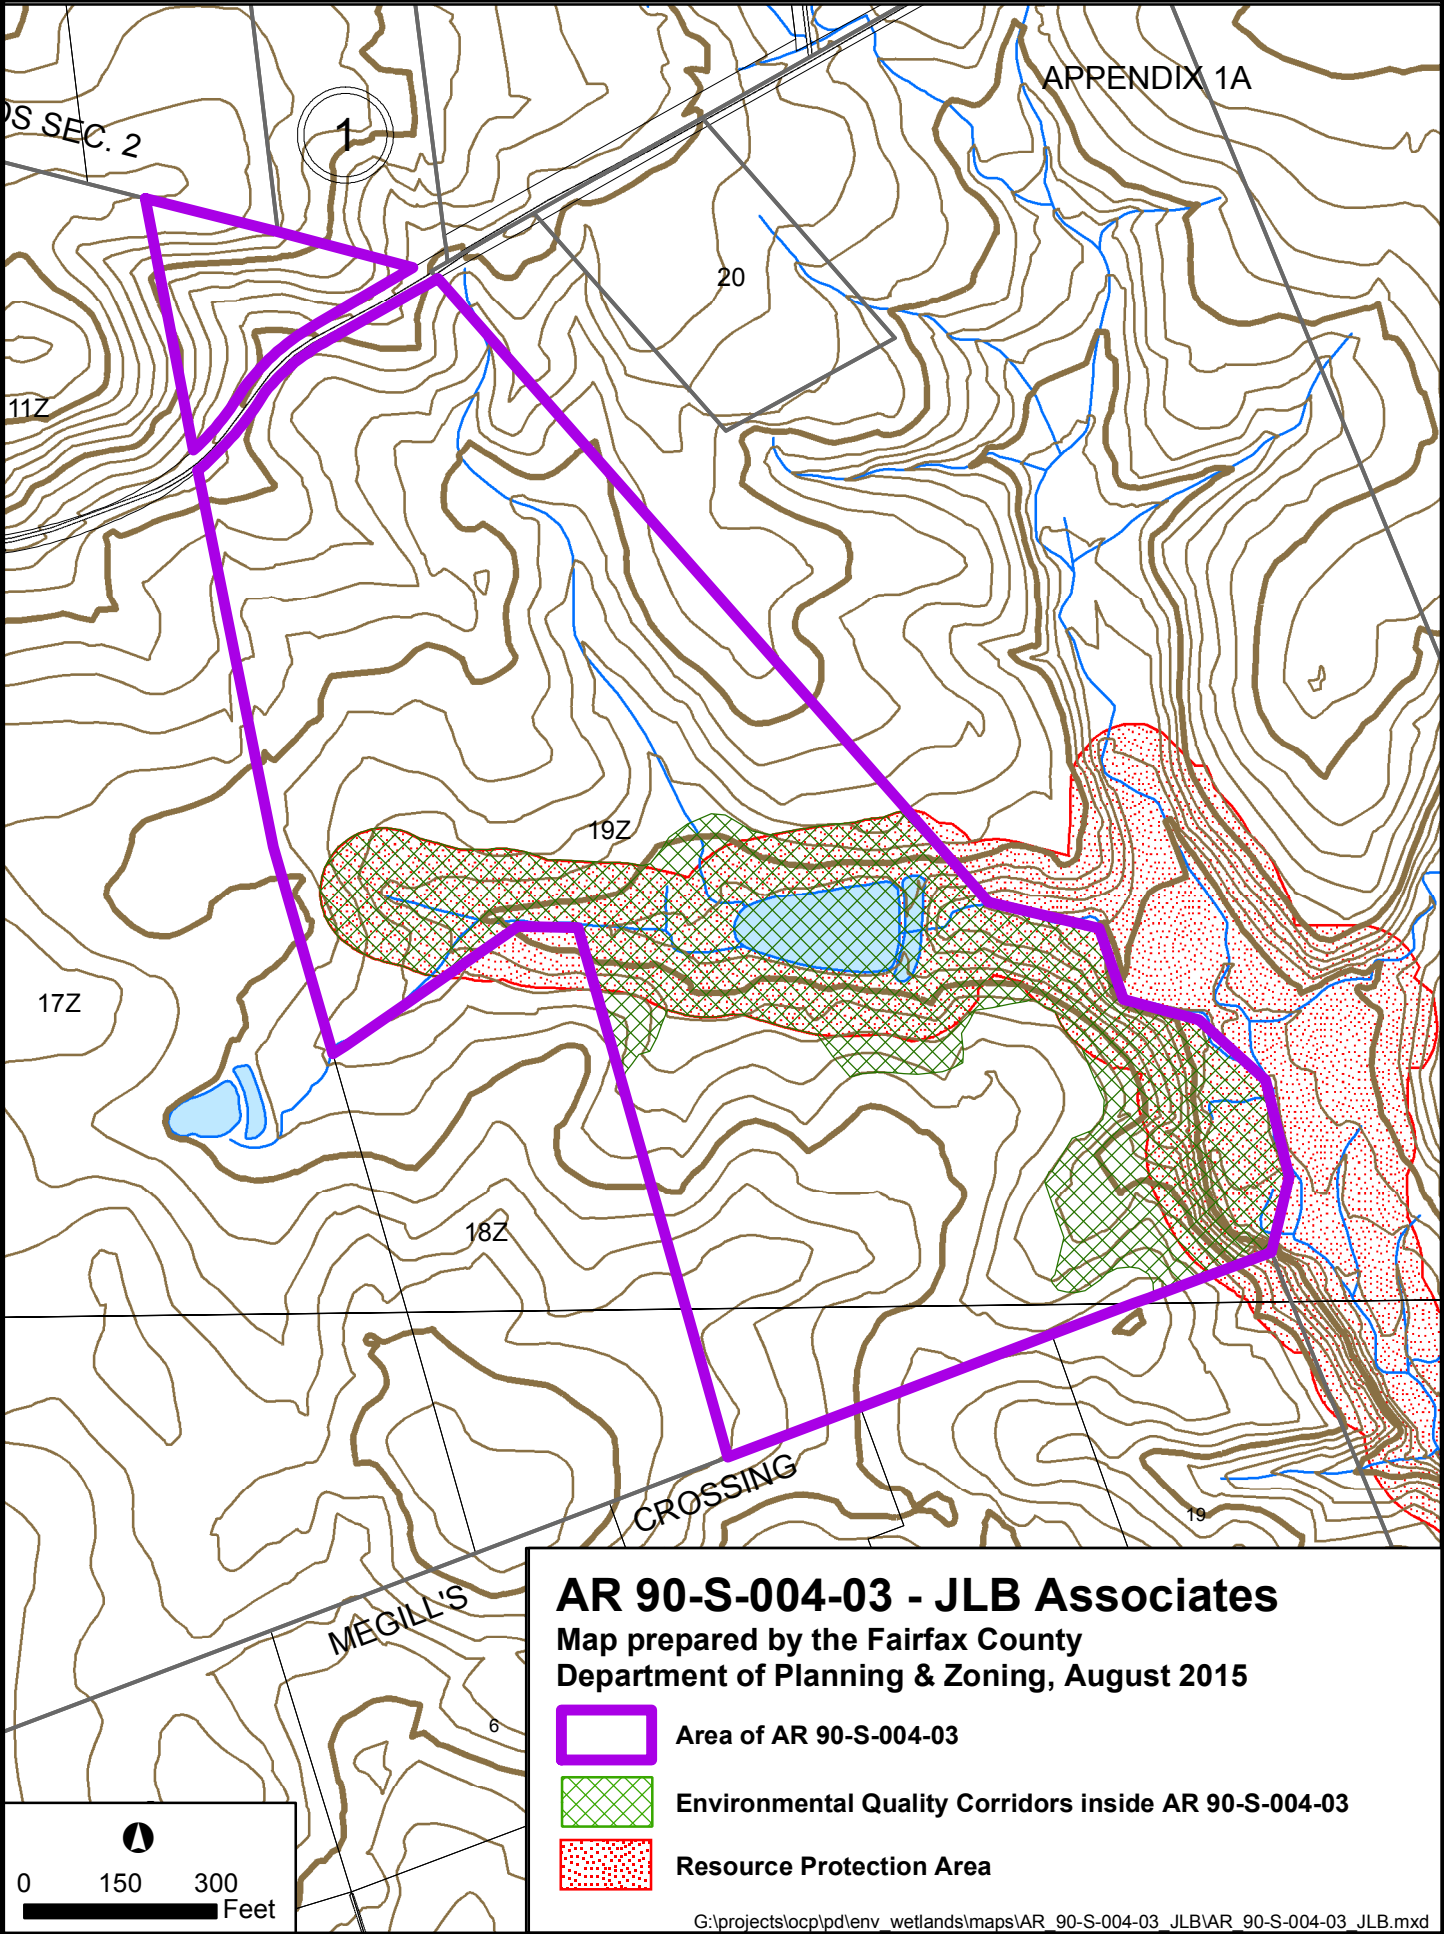 APPENDIX 1A
OS SEC. 2
1
20
11Z
19Z
17Z
18Z
CROSSING
19
MEGILL'S
6
AR 90-S-004-03 - JLB Associates
Map prepared by the Fairfax County
Department of Planning & Zoning, August 2015
Area of AR 90-S-004-03
Environmental Quality Corridors inside AR 90-S-004-03
Resource Protection Area
0 150 300
Feet
G:\projects\ocp\pd\env_wetlands\maps\AR_90-S-004-03_JLB\AR_90-S-004-03_JLB.mxd